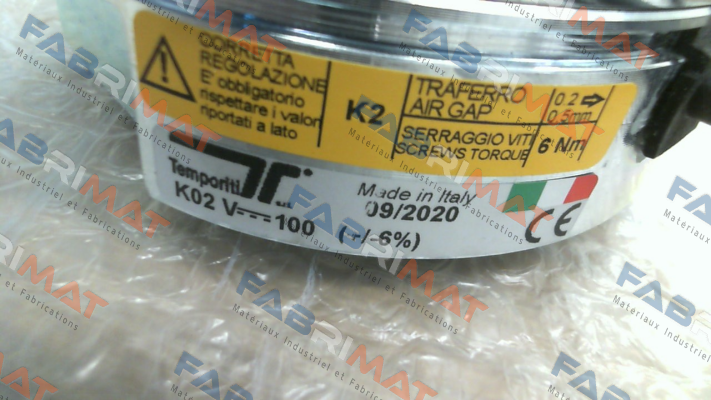 CORRETTA
REGOLAZIONE
E' obbligatorio
rispettare i valori
riportati a lato
K2
TRAFERRO
AIR GAP
0.2
0.5mm
SERRAGGIO VITI
SCREWS TORQUE
6 Nm
Temporiti
Made in Italy
09/2020
K02 V 100 (+/-6%)
CE
FABRIMAT
Matériaux Industriel et Fabrications